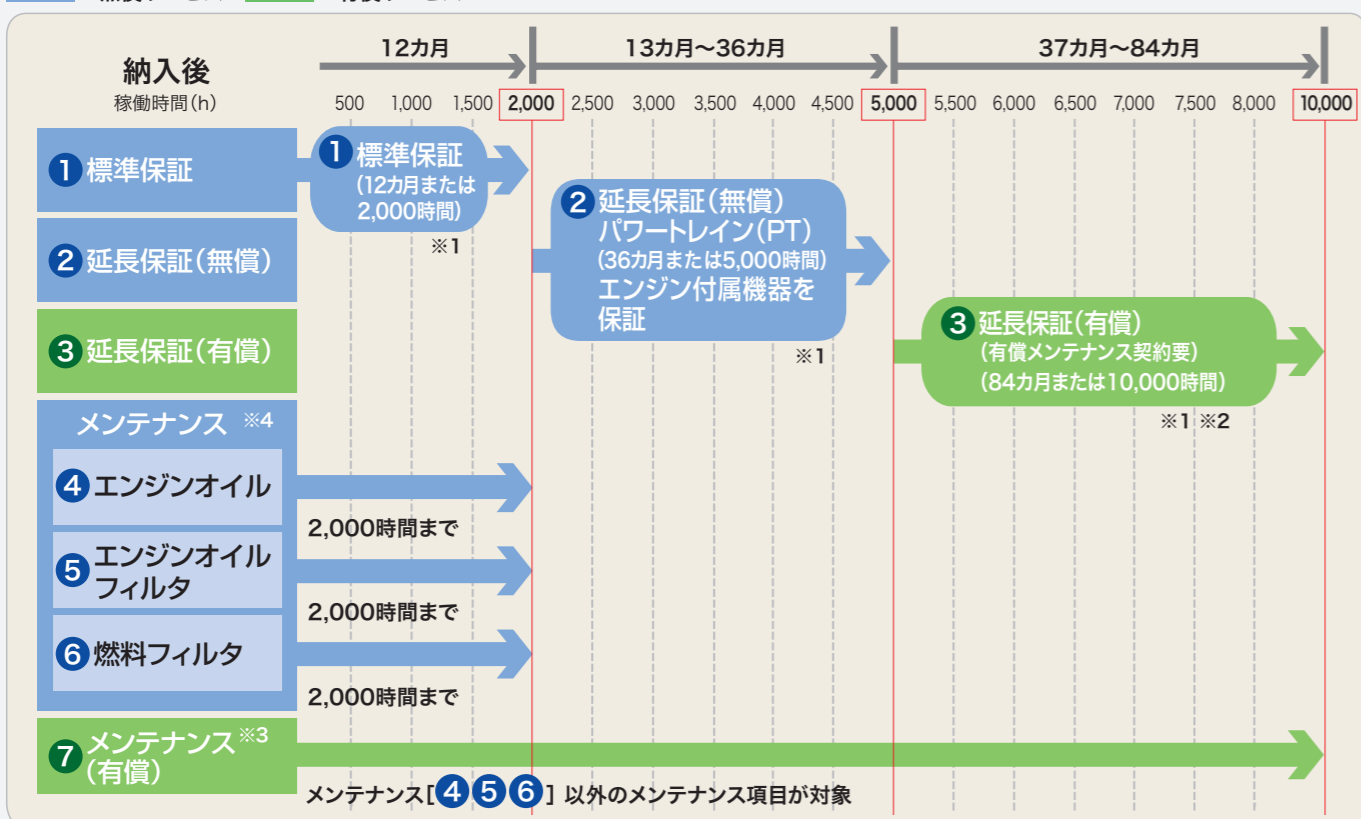 12カ月
13カ月～36カ月
37カ月～84カ月
納入後
稼働時間(h)
500 1,000 1,500 2,000 2,500 3,000 3,500 4,000 4,500 5,000 5,500 6,000 6,500 7,000 7,500 8,000 10,000
❶標準保証
❶標準保証
(12カ月または
2,000時間)
※1
❷延長保証(無償)
❷延長保証(無償)
パワートレイン(PT)
(36カ月または5,000時間)
エンジン付属機器を
保証
※1
❸延長保証(有償)
❸延長保証(有償)
(有償メンテナンス契約要)
(84カ月または10,000時間)
※1 ※2
メンテナンス ※4
❹エンジンオイル
2,000時間まで
❺エンジンオイル
フィルタ
2,000時間まで
❻燃料フィルタ
2,000時間まで
❼メンテナンス※3
(有償)
メンテナンス[❹❺❻] 以外のメンテナンス項目が対象